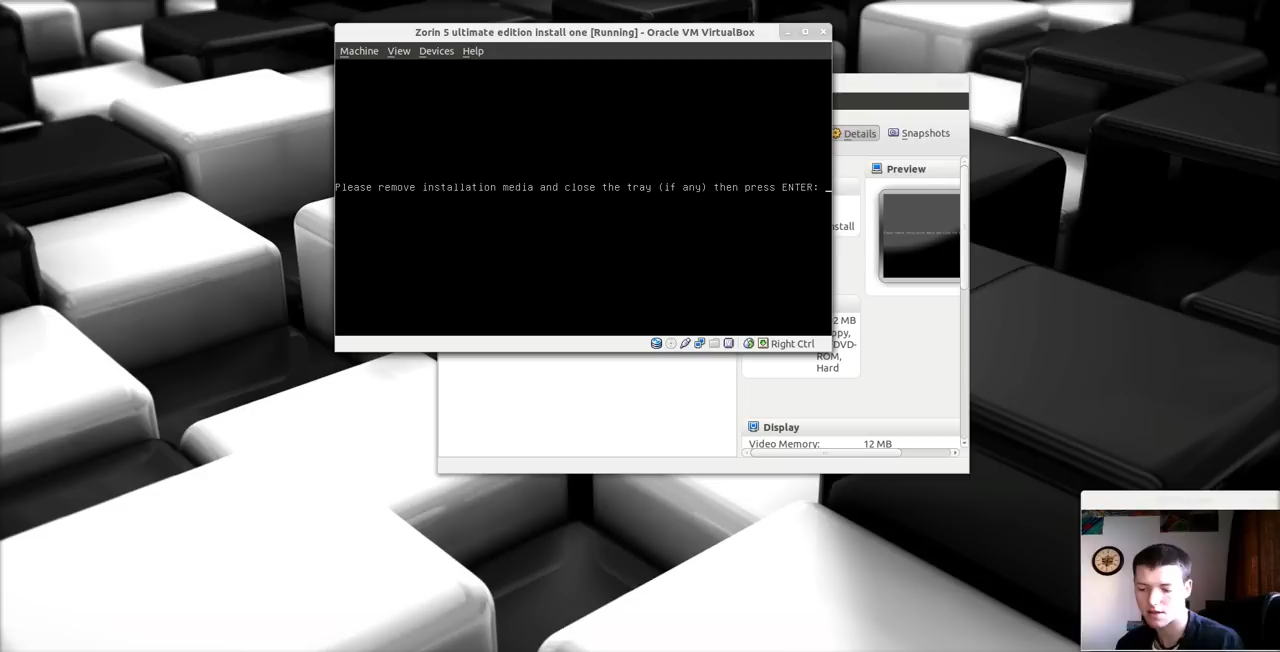 Zorin 5 ultimate edition install one [Running] - Oracle VM VirtualBox
Machine View Devices Help
Details Snapshots
Preview
Please remove installation media and close the tray (if any) then press ENTER: _
stall
2 MB
ppy,
DVD-
ROM,
Hard
Right Ctrl
Display
Video Memory: 12 MB